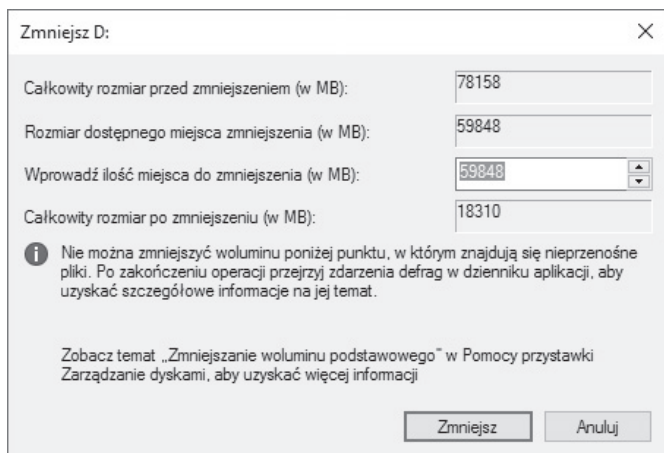 Zmniejsz D:
Całkowity rozmiar przed zmniejszeniem (w MB): 78158
Rozmiar dostępnego miejsca zmniejszenia (w MB): 59848
Wprowadź ilość miejsca do zmniejszenia (w MB): 59848
Całkowity rozmiar po zmniejszeniu (w MB): 18310
Nie można zmniejszyć woluminu poniżej punktu, w którym znajdują się nieprzenośne
pliki. Po zakończeniu operacji przejrzyj zdarzenia defrag w dzienniku aplikacji, aby
uzyskać szczegółowe informacje na jej temat.
Zobacz temat „Zmniejszanie woluminu podstawowego” w Pomocy przystawki
Zarządzanie dyskami, aby uzyskać więcej informacji
Zmniejsz Anuluj